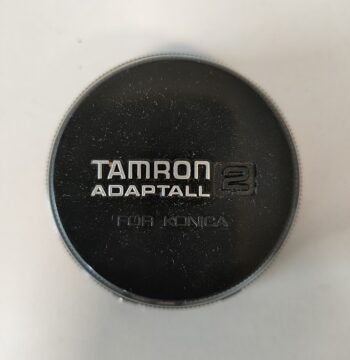 TAMRON
ADAPTALL 2
FOR KONICA